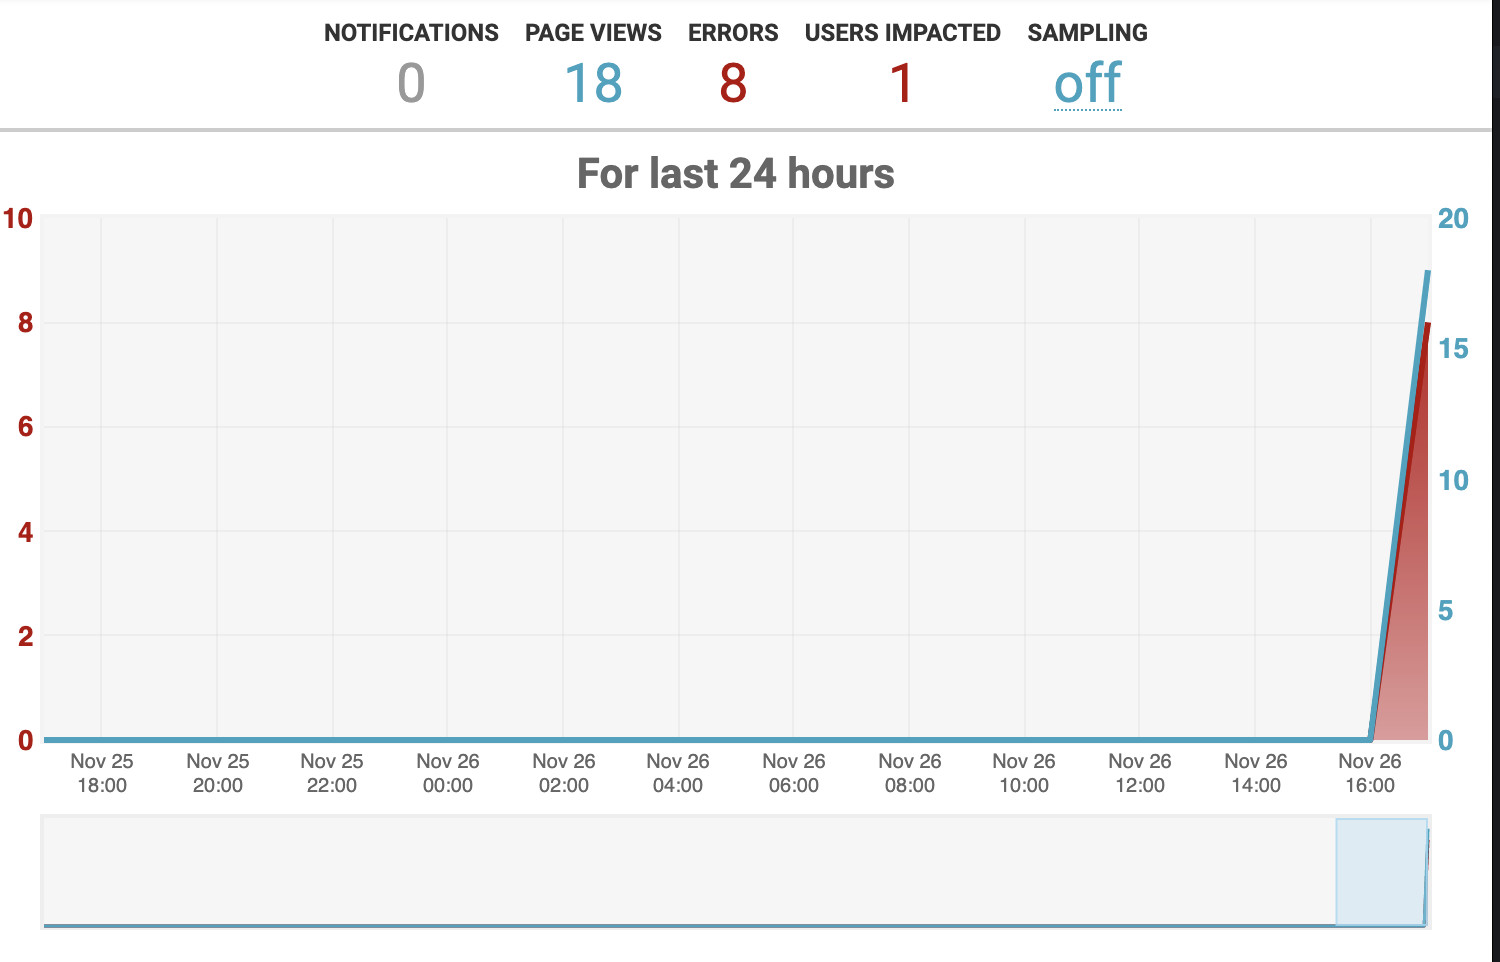 NOTIFICATIONS PAGE VIEWS ERRORS USERS IMPACTED SAMPLING
0 18 8 1 off
For last 24 hours
10 20
8
15
6
10
4
5
2
0 0
Nov 25 Nov 25 Nov 25 Nov 26 Nov 26 Nov 26 Nov 26 Nov 26 Nov 26 Nov 26 Nov 26 Nov 26
18:00 20:00 22:00 00:00 02:00 04:00 06:00 08:00 10:00 12:00 14:00 16:00